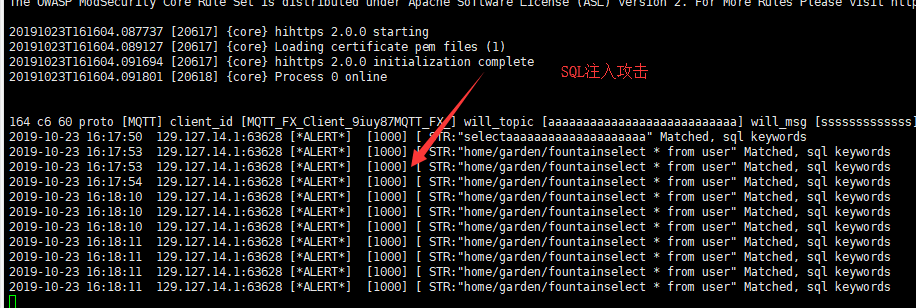 The OWASP ModSecurity Core Rule Set is distributed under Apache Software License (ASL) version 2. For More Rules Please visit
20191023T161604.087737 [20617] {core} hihttps 2.0.0 starting
20191023T161604.089127 [20617] {core} Loading certificate pem files (1)
20191023T161604.091694 [20617] {core} hihttps 2.0.0 initialization complete
20191023T161604.091801 [20618] {core} Process 0 online
SQL注入攻击
164 c6 60 proto [MQTT] client_id [MQTT_FX_Client_9iuy87MQTT_FX_] will_topic [aaaaaaaaaaaaaaaaaaaaaaaaaaa] will_msg [ssssssssssss]
2019-10-23 16:17:50 129.127.14.1:63628 [*ALERT*] [1000] [ STR:"selectaaaaaaaaaaaaaaaaaaaa" Matched, sql keywords
2019-10-23 16:17:53 129.127.14.1:63628 [*ALERT*] [1000] [ STR:"home/garden/fountainselect * from user" Matched, sql keywords
2019-10-23 16:17:53 129.127.14.1:63628 [*ALERT*] [1000] [ STR:"home/garden/fountainselect * from user" Matched, sql keywords
2019-10-23 16:17:54 129.127.14.1:63628 [*ALERT*] [1000] [ STR:"home/garden/fountainselect * from user" Matched, sql keywords
2019-10-23 16:18:10 129.127.14.1:63628 [*ALERT*] [1000] [ STR:"home/garden/fountainselect * from user" Matched, sql keywords
2019-10-23 16:18:10 129.127.14.1:63628 [*ALERT*] [1000] [ STR:"home/garden/fountainselect * from user" Matched, sql keywords
2019-10-23 16:18:10 129.127.14.1:63628 [*ALERT*] [1000] [ STR:"home/garden/fountainselect * from user" Matched, sql keywords
2019-10-23 16:18:11 129.127.14.1:63628 [*ALERT*] [1000] [ STR:"home/garden/fountainselect * from user" Matched, sql keywords
2019-10-23 16:18:11 129.127.14.1:63628 [*ALERT*] [1000] [ STR:"home/garden/fountainselect * from user" Matched, sql keywords
2019-10-23 16:18:11 129.127.14.1:63628 [*ALERT*] [1000] [ STR:"home/garden/fountainselect * from user" Matched, sql keywords
2019-10-23 16:18:11 129.127.14.1:63628 [*ALERT*] [1000] [ STR:"home/garden/fountainselect * from user" Matched, sql keywords